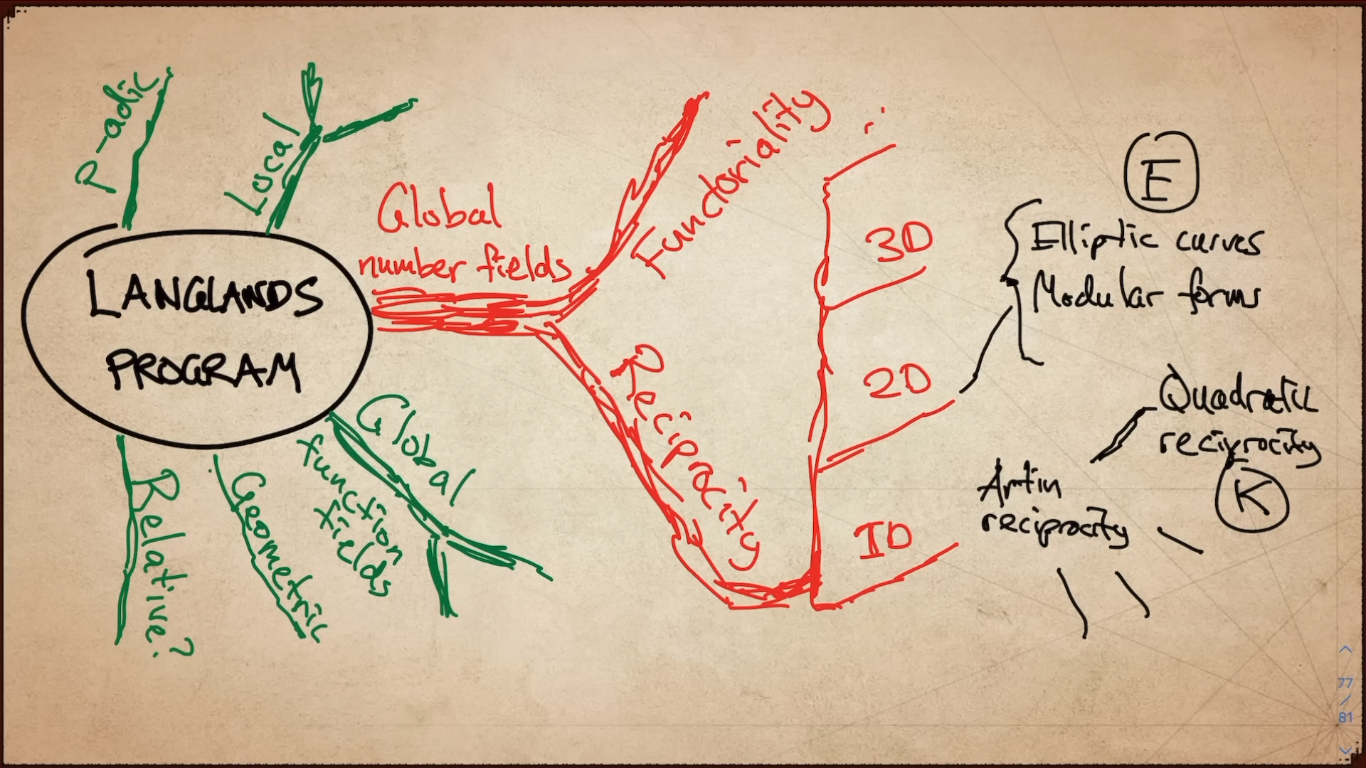 P-adic
Local
LANGLANDS
PROGRAM
Global
number fields
Functoriality
Reciprocity
3D
2D
1D
E
Elliptic curves
Modular forms
Quadratic
reciprocity
K
Artin
reciprocity
Global
function
fields
Geometric
Relative?
77
/
81